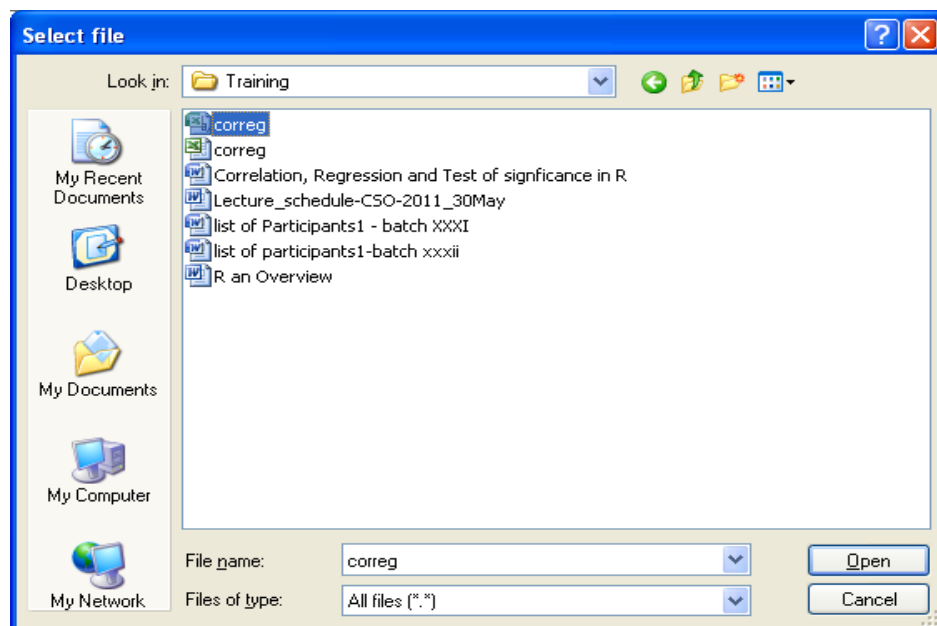 Select file
Look in: Training
My Recent
Documents
Desktop
My Documents
My Computer
My Network
correg
correg
Correlation, Regression and Test of signficance in R
Lecture_schedule-CSO-2011_30May
list of Participants1 - batch XXXI
list of participants1-batch xxxii
R an Overview
File name: correg Open
Files of type: All files (*.*) Cancel